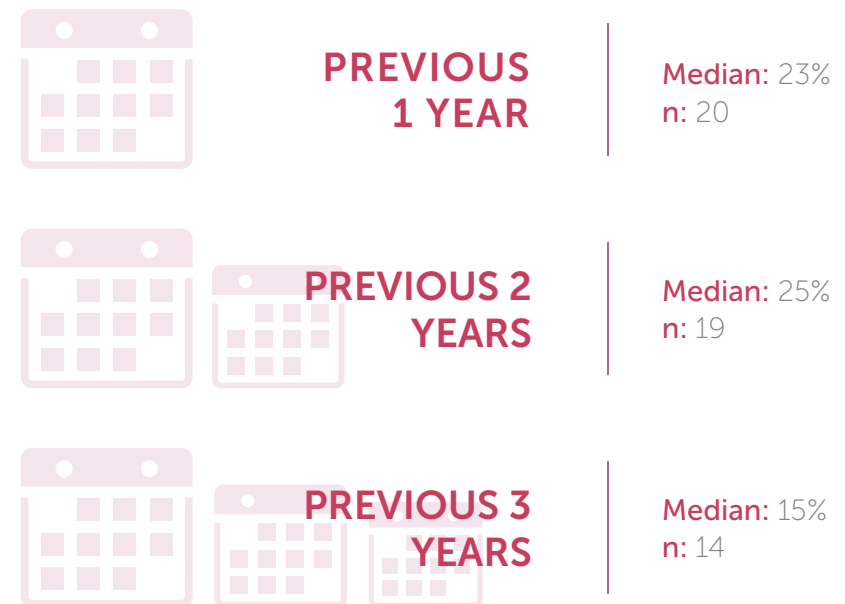 PREVIOUS
1 YEAR
Median: 23%
n: 20
PREVIOUS 2
YEARS
Median: 25%
n: 19
PREVIOUS 3
YEARS
Median: 15%
n: 14